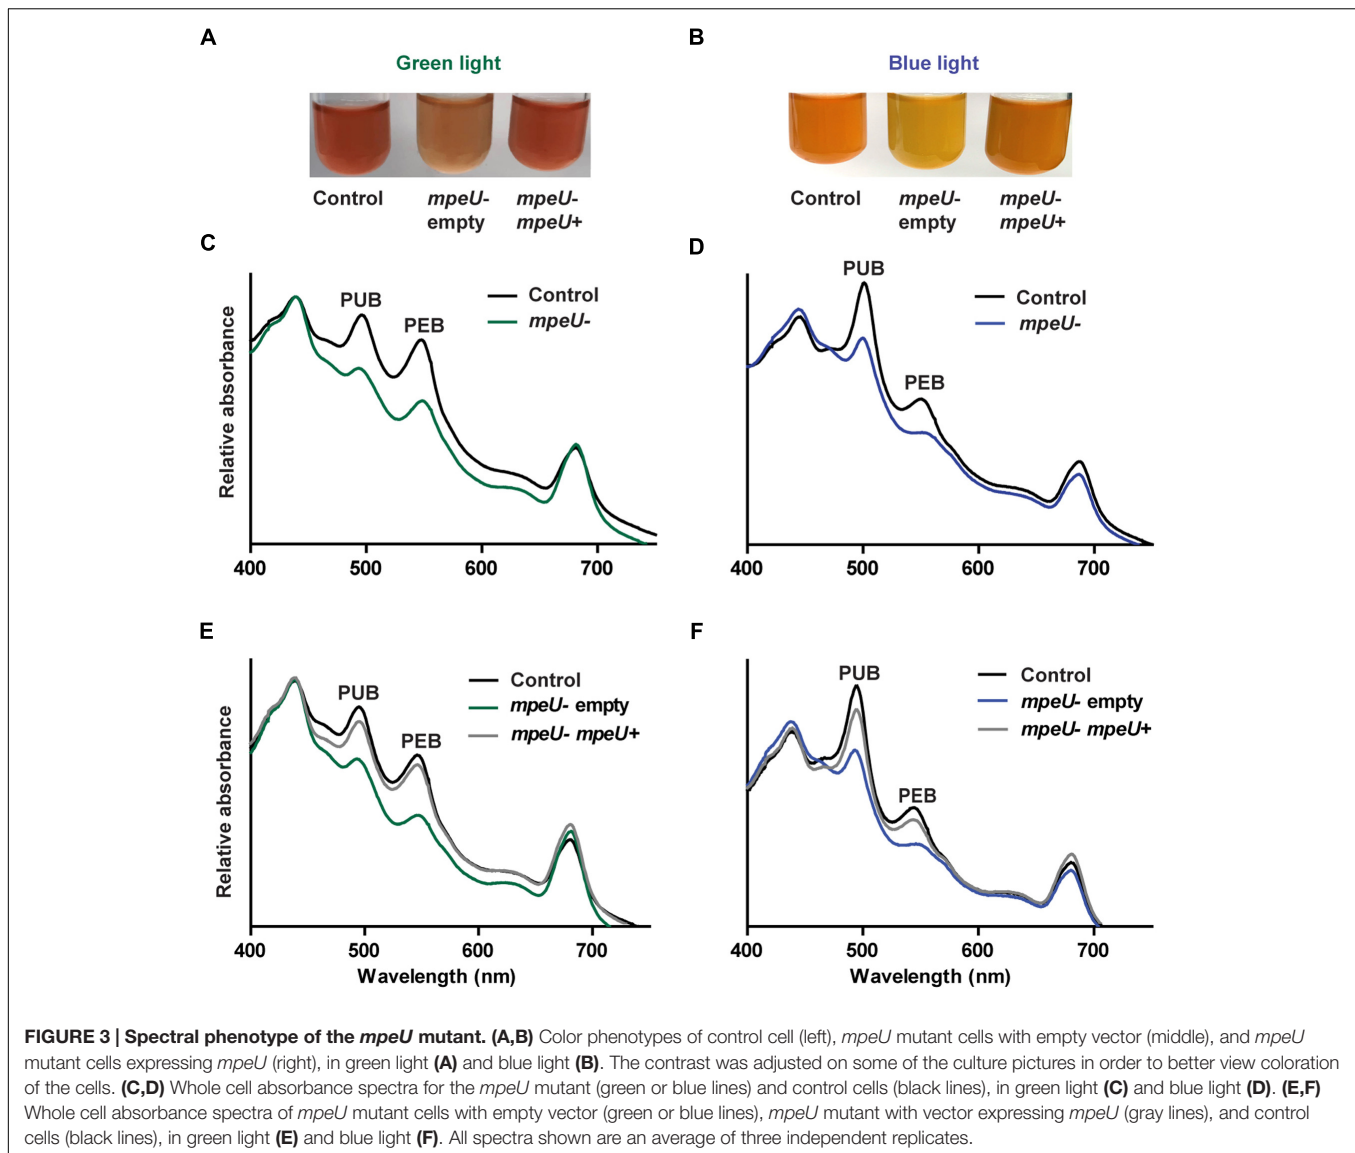 A
B
Green light
Blue light
Control
mpeU-
empty
mpeU-
mpeU+
Control
mpeU-
empty
mpeU-
mpeU+
C
D
PUB
PEB
Control
mpeU-
Relative absorbance
400
500
600
700
PUB
PEB
Control
mpeU-
400
500
600
700
E
F
PUB
PEB
Control
mpeU- empty
mpeU- mpeU+
Relative absorbance
400
500
600
700
Wavelength (nm)
PUB
PEB
Control
mpeU- empty
mpeU- mpeU+
400
500
600
700
Wavelength (nm)
FIGURE 3 | Spectral phenotype of the mpeU mutant. (A,B) Color phenotypes of control cell (left), mpeU mutant cells with empty vector (middle), and mpeU
mutant cells expressing mpeU (right), in green light (A) and blue light (B). The contrast was adjusted on some of the culture pictures in order to better view coloration
of the cells. (C,D) Whole cell absorbance spectra for the mpeU mutant (green or blue lines) and control cells (black lines), in green light (C) and blue light (D). (E,F)
Whole cell absorbance spectra of mpeU mutant cells with empty vector (green or blue lines), mpeU mutant with vector expressing mpeU (gray lines), and control
cells (black lines), in green light (E) and blue light (F). All spectra shown are an average of three independent replicates.